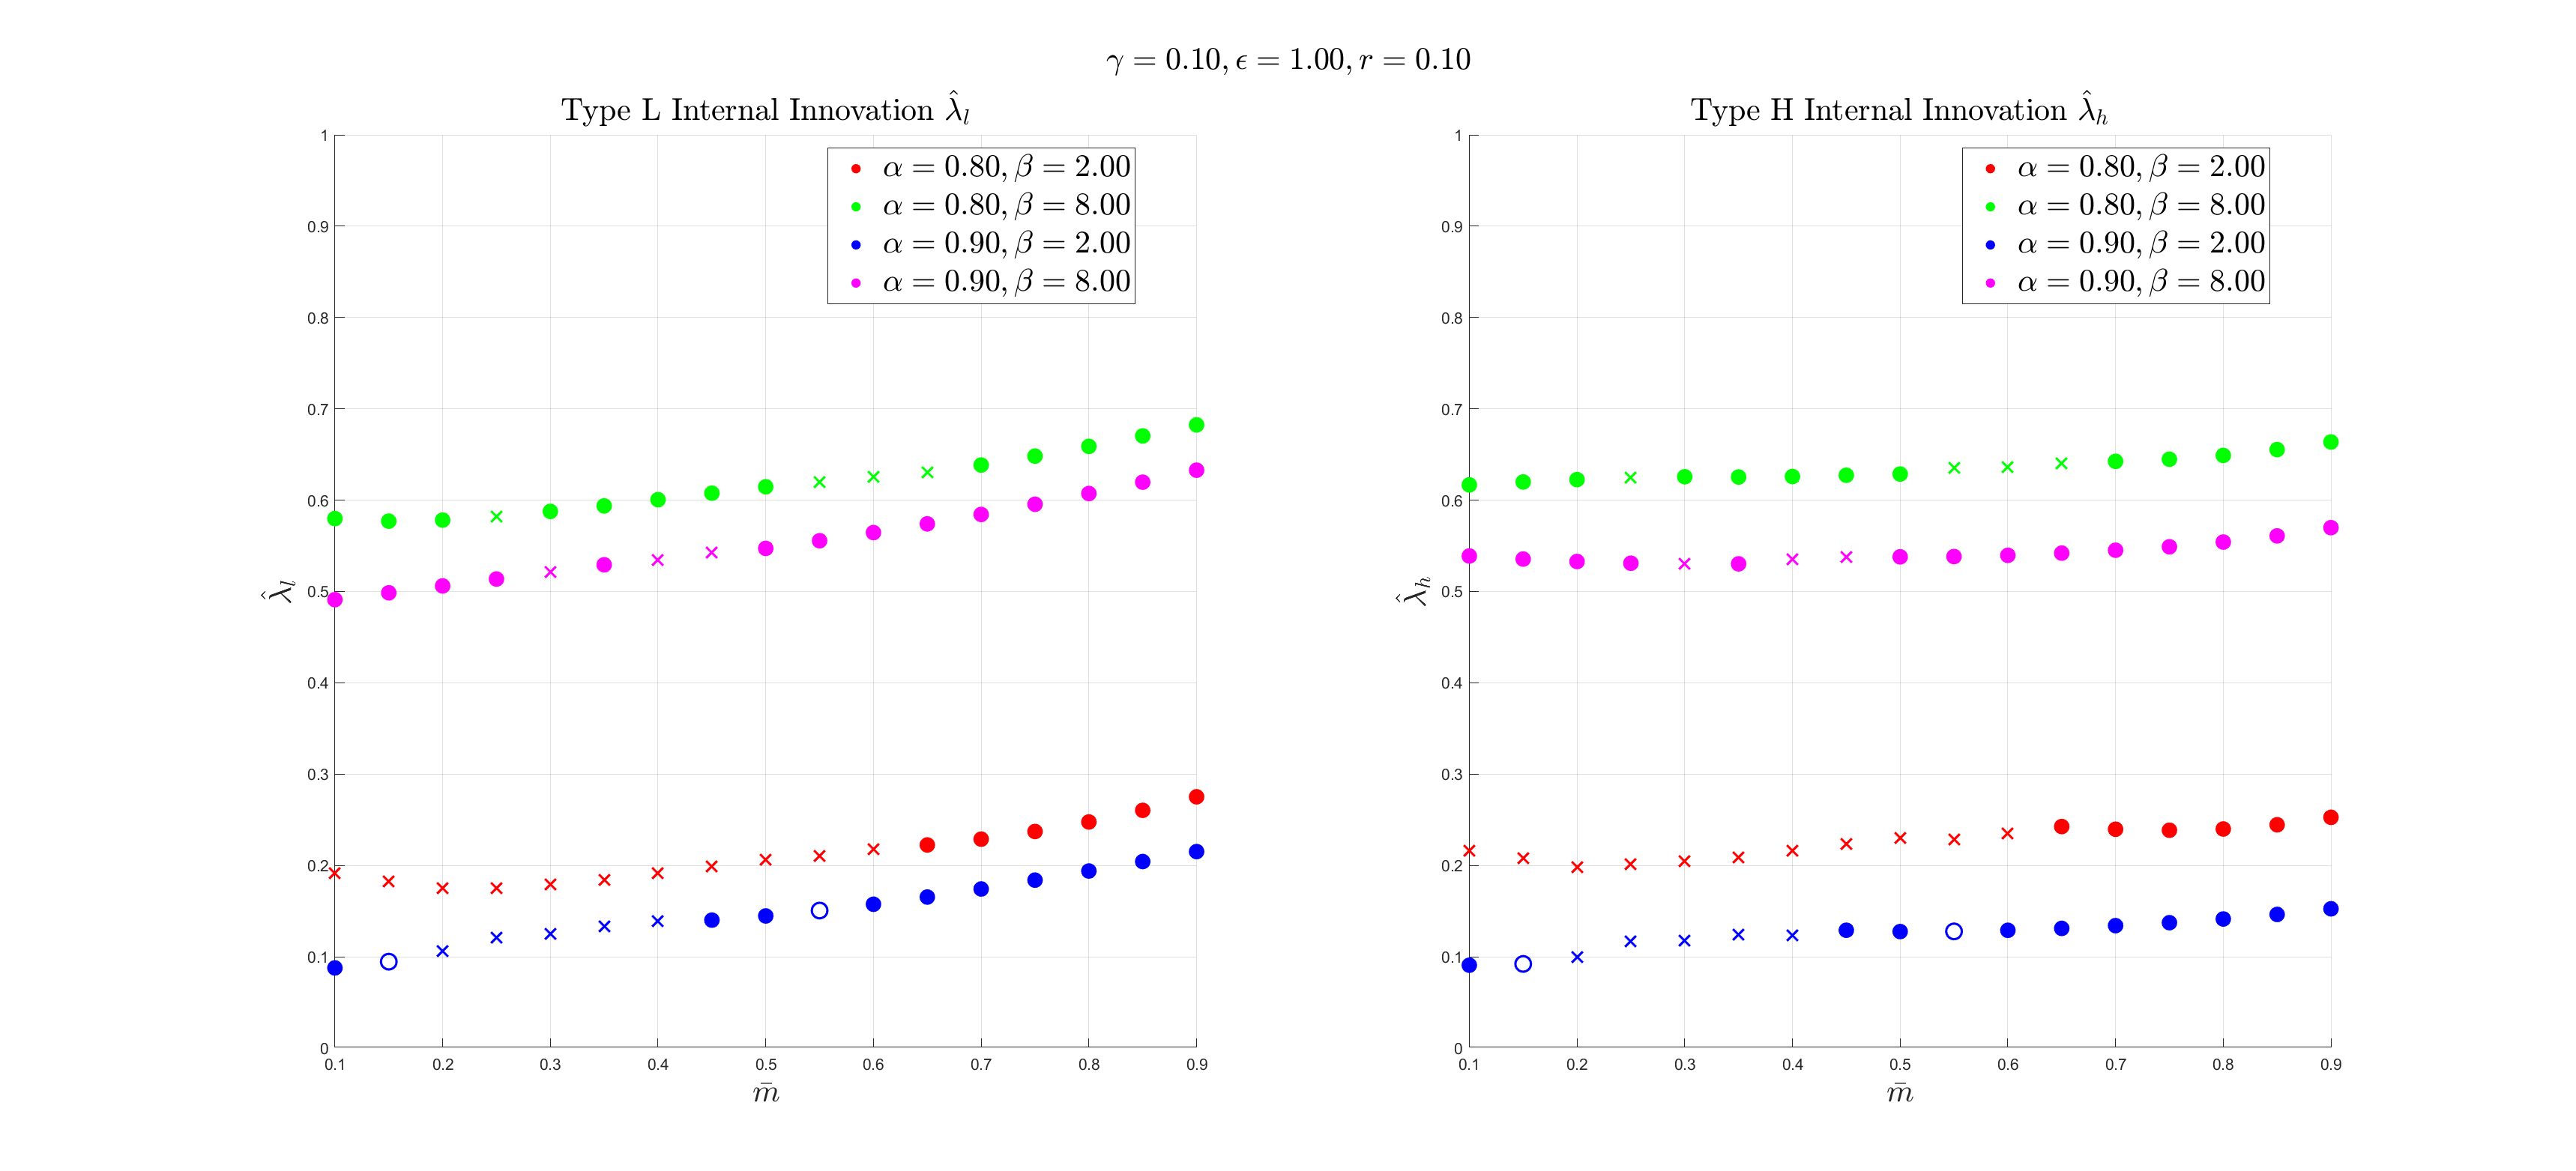 γ = 0.10, ϵ = 1.00, r = 0.10
Type L Internal Innovation λ̂_l
1
0.9
0.8
0.7
0.6
0.5
0.4
0.3
0.2
0.1
0
λ̂_l
α = 0.80, β = 2.00
α = 0.80, β = 8.00
α = 0.90, β = 2.00
α = 0.90, β = 8.00
0.1 0.2 0.3 0.4 0.5 0.6 0.7 0.8 0.9
m̄
Type H Internal Innovation λ̂_h
1
0.9
0.8
0.7
0.6
0.5
0.4
0.3
0.2
0.1
0
λ̂_h
α = 0.80, β = 2.00
α = 0.80, β = 8.00
α = 0.90, β = 2.00
α = 0.90, β = 8.00
0.1 0.2 0.3 0.4 0.5 0.6 0.7 0.8 0.9
m̄